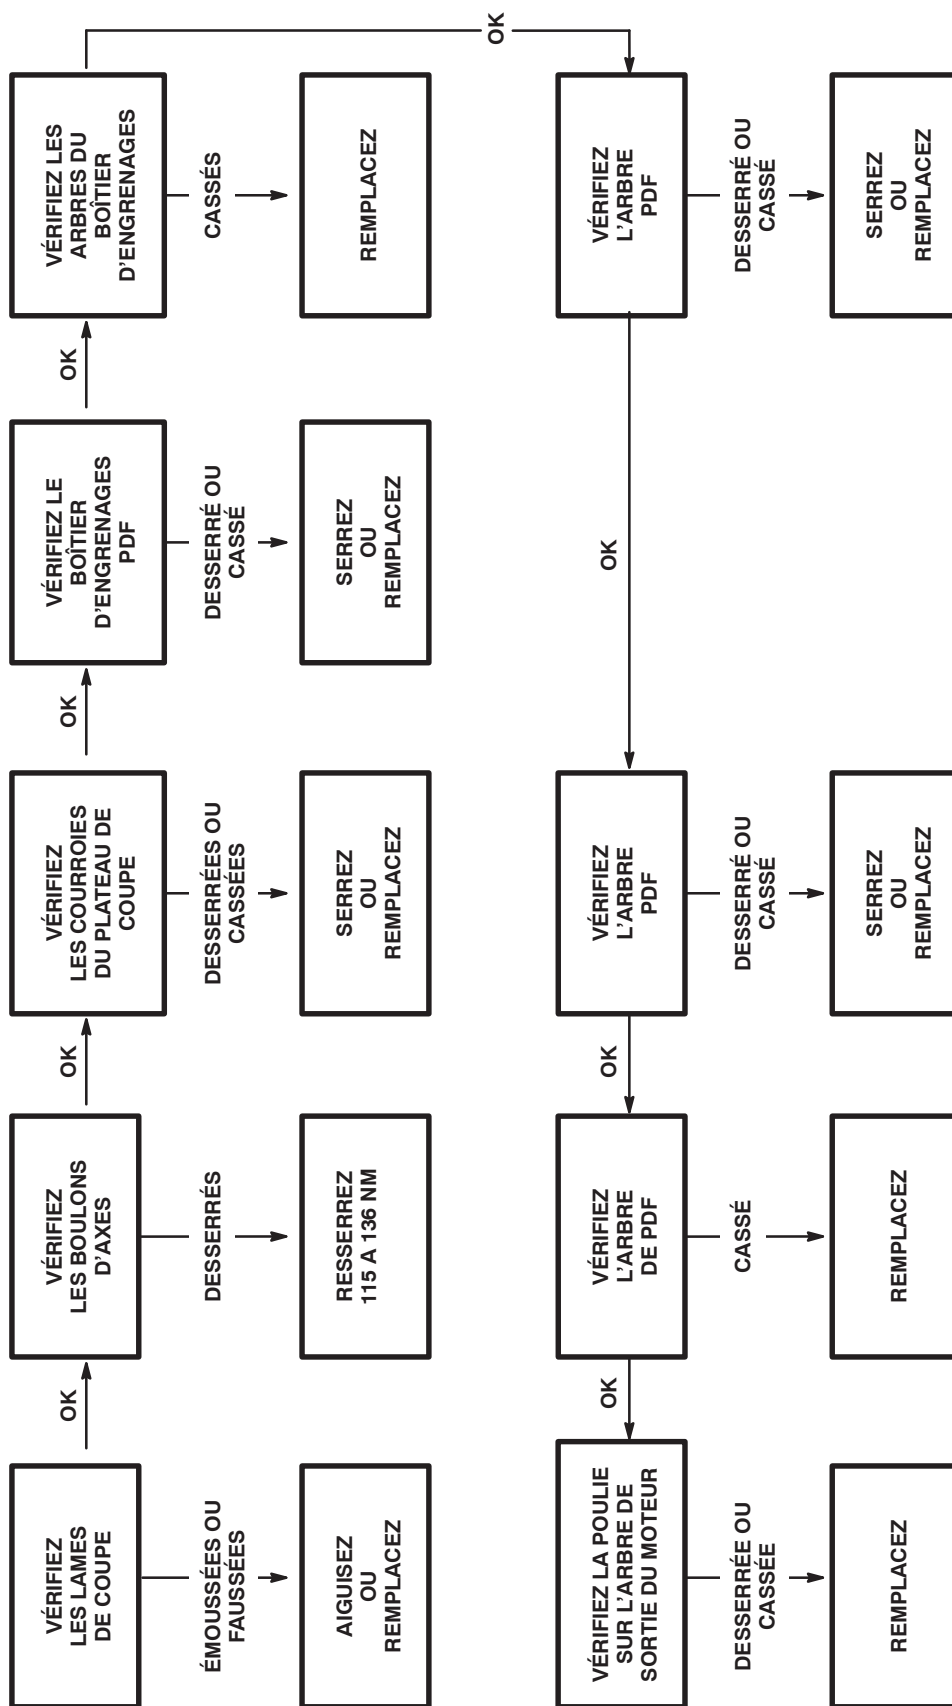 VÉRIFIEZ
LES LAMES
DE COUPE
OK
VÉRIFIEZ
LES BOULONS
D'AXES
OK
VÉRIFIEZ
LES COURROIES
DU PLATEAU DE
COUPE
OK
VÉRIFIEZ LE
BOÎTIER
D'ENGRENAGES
PDF
OK
VÉRIFIEZ LES
ARBRES DU
BOÎTIER
D'ENGRENAGES
ÉMOUSSÉES OU
FAUSSÉES
DESSERRÉS
DESSERRÉES OU
CASSÉES
DESSERRÉ OU
CASSÉ
CASSÉS
AIGUISEZ
OU
REMPLACEZ
RESSERREZ
115 A 136 NM
SERREZ
OU
REMPLACEZ
SERREZ
OU
REMPLACEZ
REMPLACEZ
OK
VÉRIFIEZ LA POULIE
SUR L'ARBRE DE
SORTIE DU MOTEUR
OK
VÉRIFIEZ
L'ARBRE
DE PDF
OK
VÉRIFIEZ
L'ARBRE
PDF
OK
VÉRIFIEZ
L'ARBRE
PDF
DESSERRÉE OU
CASSÉE
CASSÉ
DESSERRÉ OU
CASSÉ
DESSERRÉ OU
CASSÉ
REMPLACEZ
REMPLACEZ
SERREZ
OU
REMPLACEZ
SERREZ
OU
REMPLACEZ